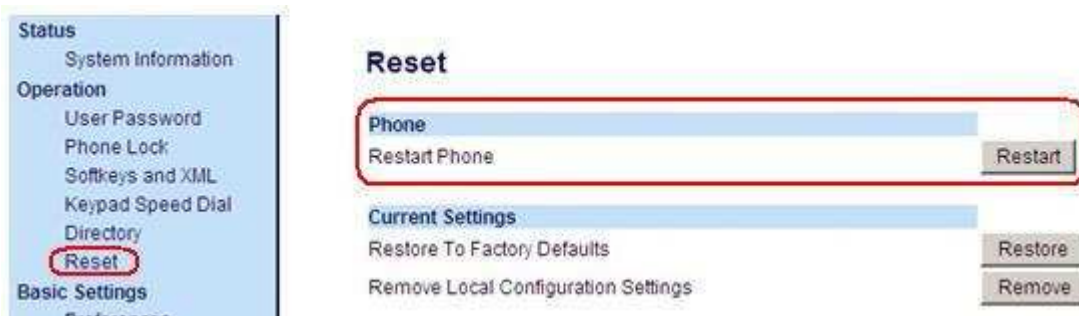 Status
System Information
Operation
User Password
Phone Lock
Softkeys and XML
Keypad Speed Dial
Directory
Reset
Basic Settings
Reset
Phone
Restart Phone Restart
Current Settings
Restore To Factory Defaults Restore
Remove Local Configuration Settings Remove